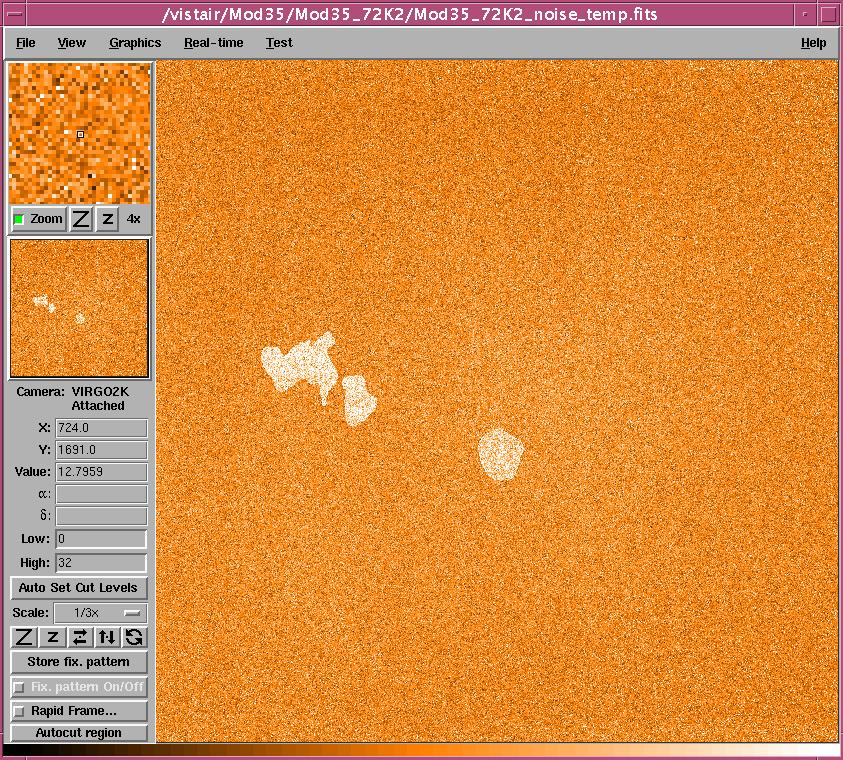 /vistair/Mod35/Mod35_72K2/Mod35_72K2_noise_temp.fits
File View Graphics Real-time Test Help
Zoom Z z 4x
Camera: VIRGO2K
Attached
X: 724.0
Y: 1691.0
Value: 12.7959
α:
δ:
Low: 0
High: 32
Auto Set Cut Levels
Scale: 1/3x
Z z
Store fix. pattern
Fix. pattern On/Off
Rapid Frame...
Autocut region